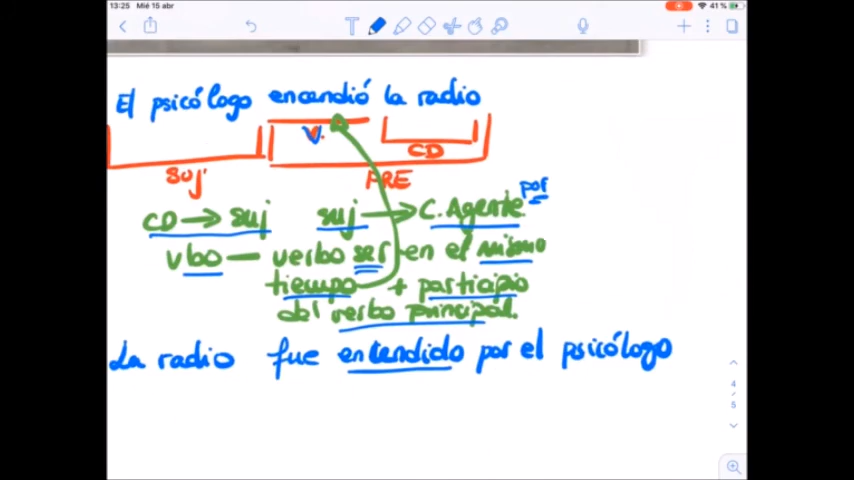 13:25 Mié 15 abr 41 %
El psicólogo encendió la radio
V.
CD
Suj PRE
por
CD → suj suj → C. Agente
vbo — verbo ser en el mismo
tiempo + participio
del verbo principal.
La radio fue encendido por el psicólogo
4
5